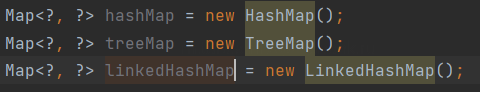 Map<?, ?> hashMap = new HashMap();
Map<?, ?> treeMap = new TreeMap();
Map<?, ?> linkedHashMap = new LinkedHashMap();